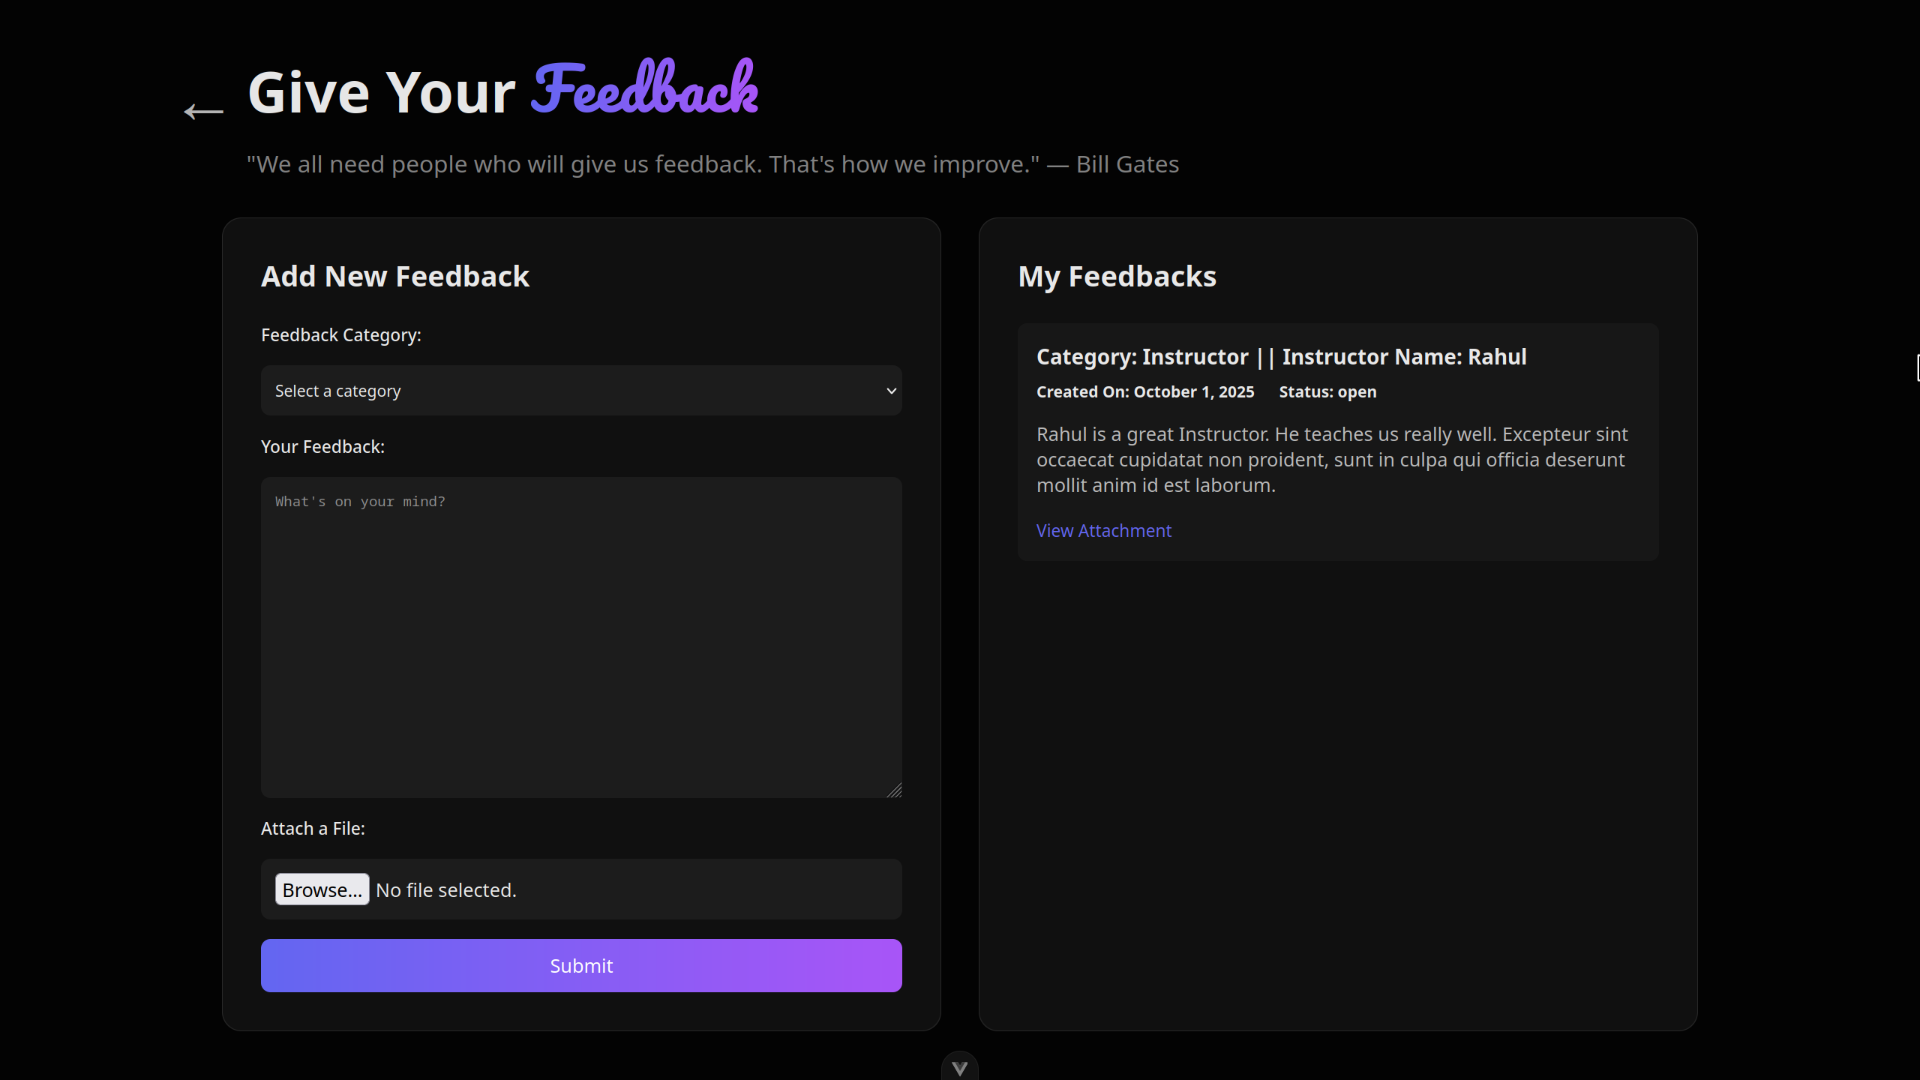 ← Give Your Feedback
"We all need people who will give us feedback. That's how we improve." — Bill Gates
Add New Feedback
Feedback Category:
Select a category
Your Feedback:
What's on your mind?
Attach a File:
Browse... No file selected.
Submit
My Feedbacks
Category: Instructor || Instructor Name: Rahul
Created On: October 1, 2025 Status: open
Rahul is a great Instructor. He teaches us really well. Excepteur sint
occaecat cupidatat non proident, sunt in culpa qui officia deserunt
mollit anim id est laborum.
View Attachment